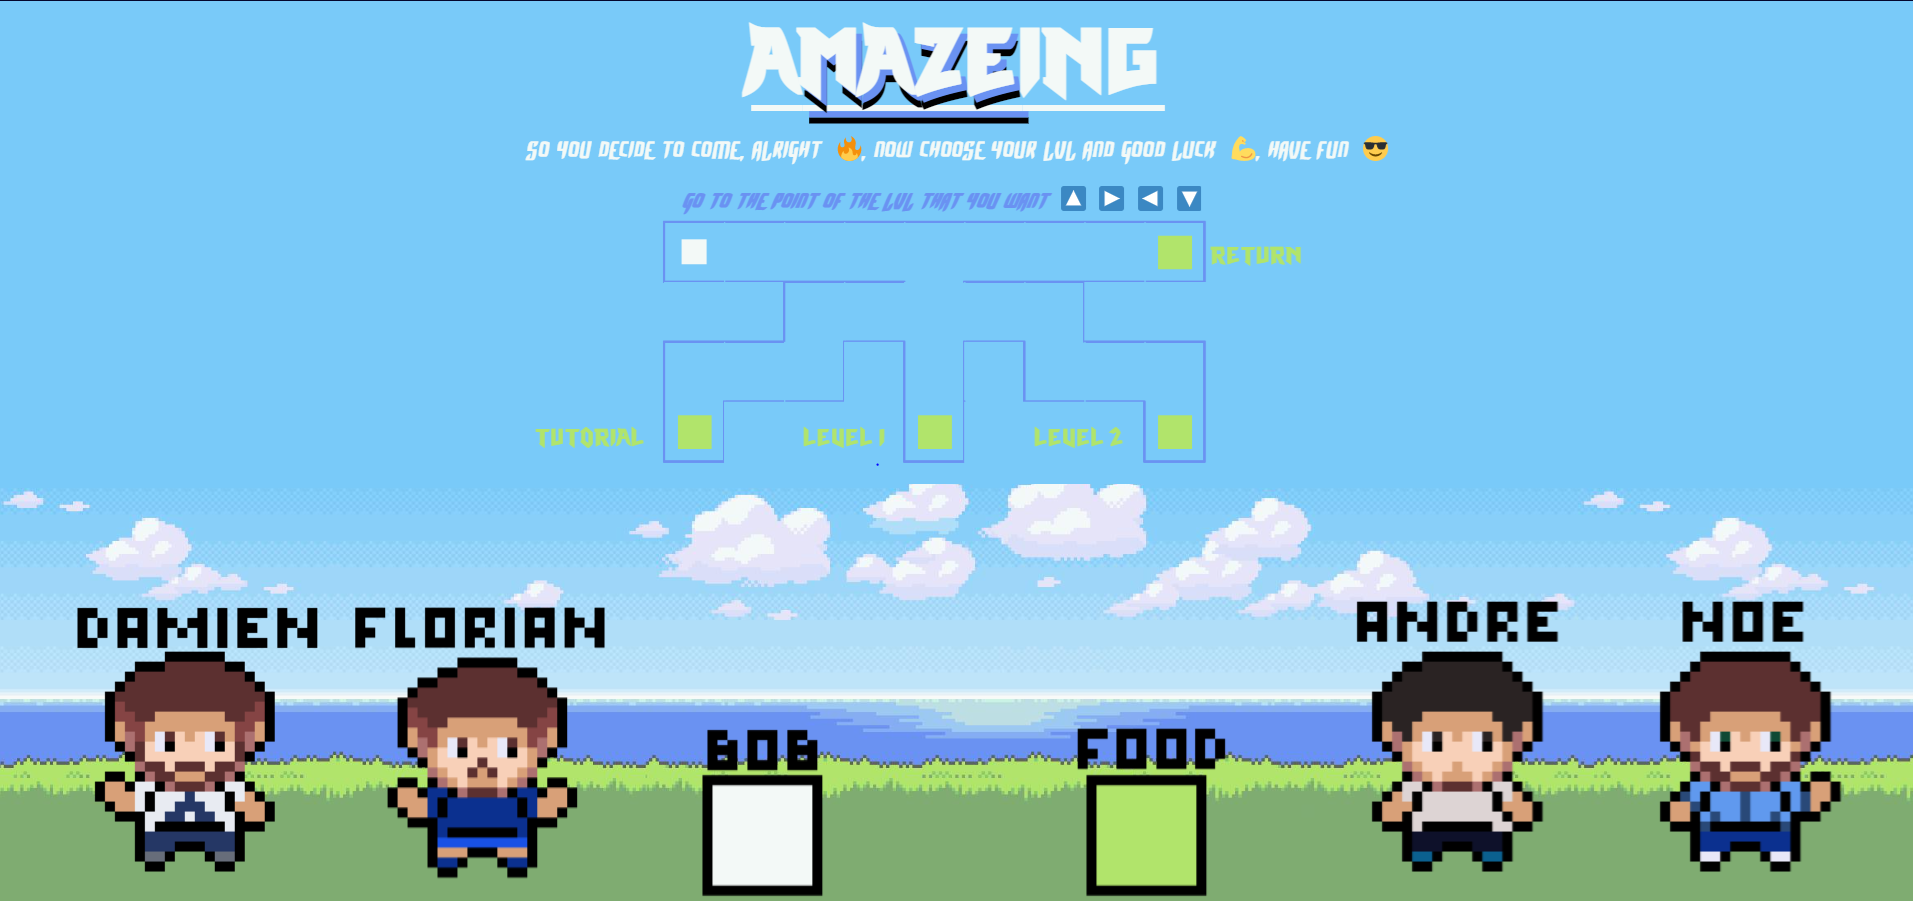 AMAZEING
SO YOU DECIDE TO COME, ALRIGHT 🔥, NOW CHOOSE YOUR LVL AND GOOD LUCK 💪, HAVE FUN 😎
GO TO THE POINT OF THE LVL THAT YOU WANT 🔼 ▶️ ◀️ 🔽
RETURN
TUTORIAL LEVEL 1 LEVEL 2
DAMIEN FLORIAN ANDRE NOE
BOB FOOD